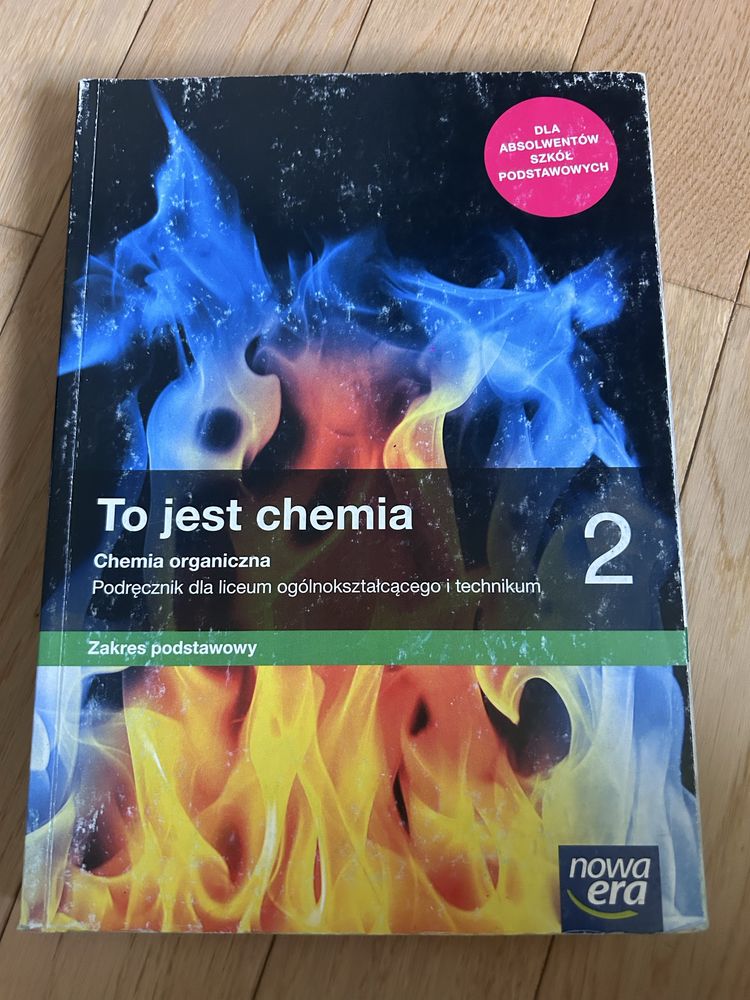 DLA
ABSOLWENTÓW
SZKÓŁ
PODSTAWOWYCH
To jest chemia
2
Chemia organiczna
Podręcznik dla liceum ogólnokształcącego i technikum
Zakres podstawowy
nowa
era